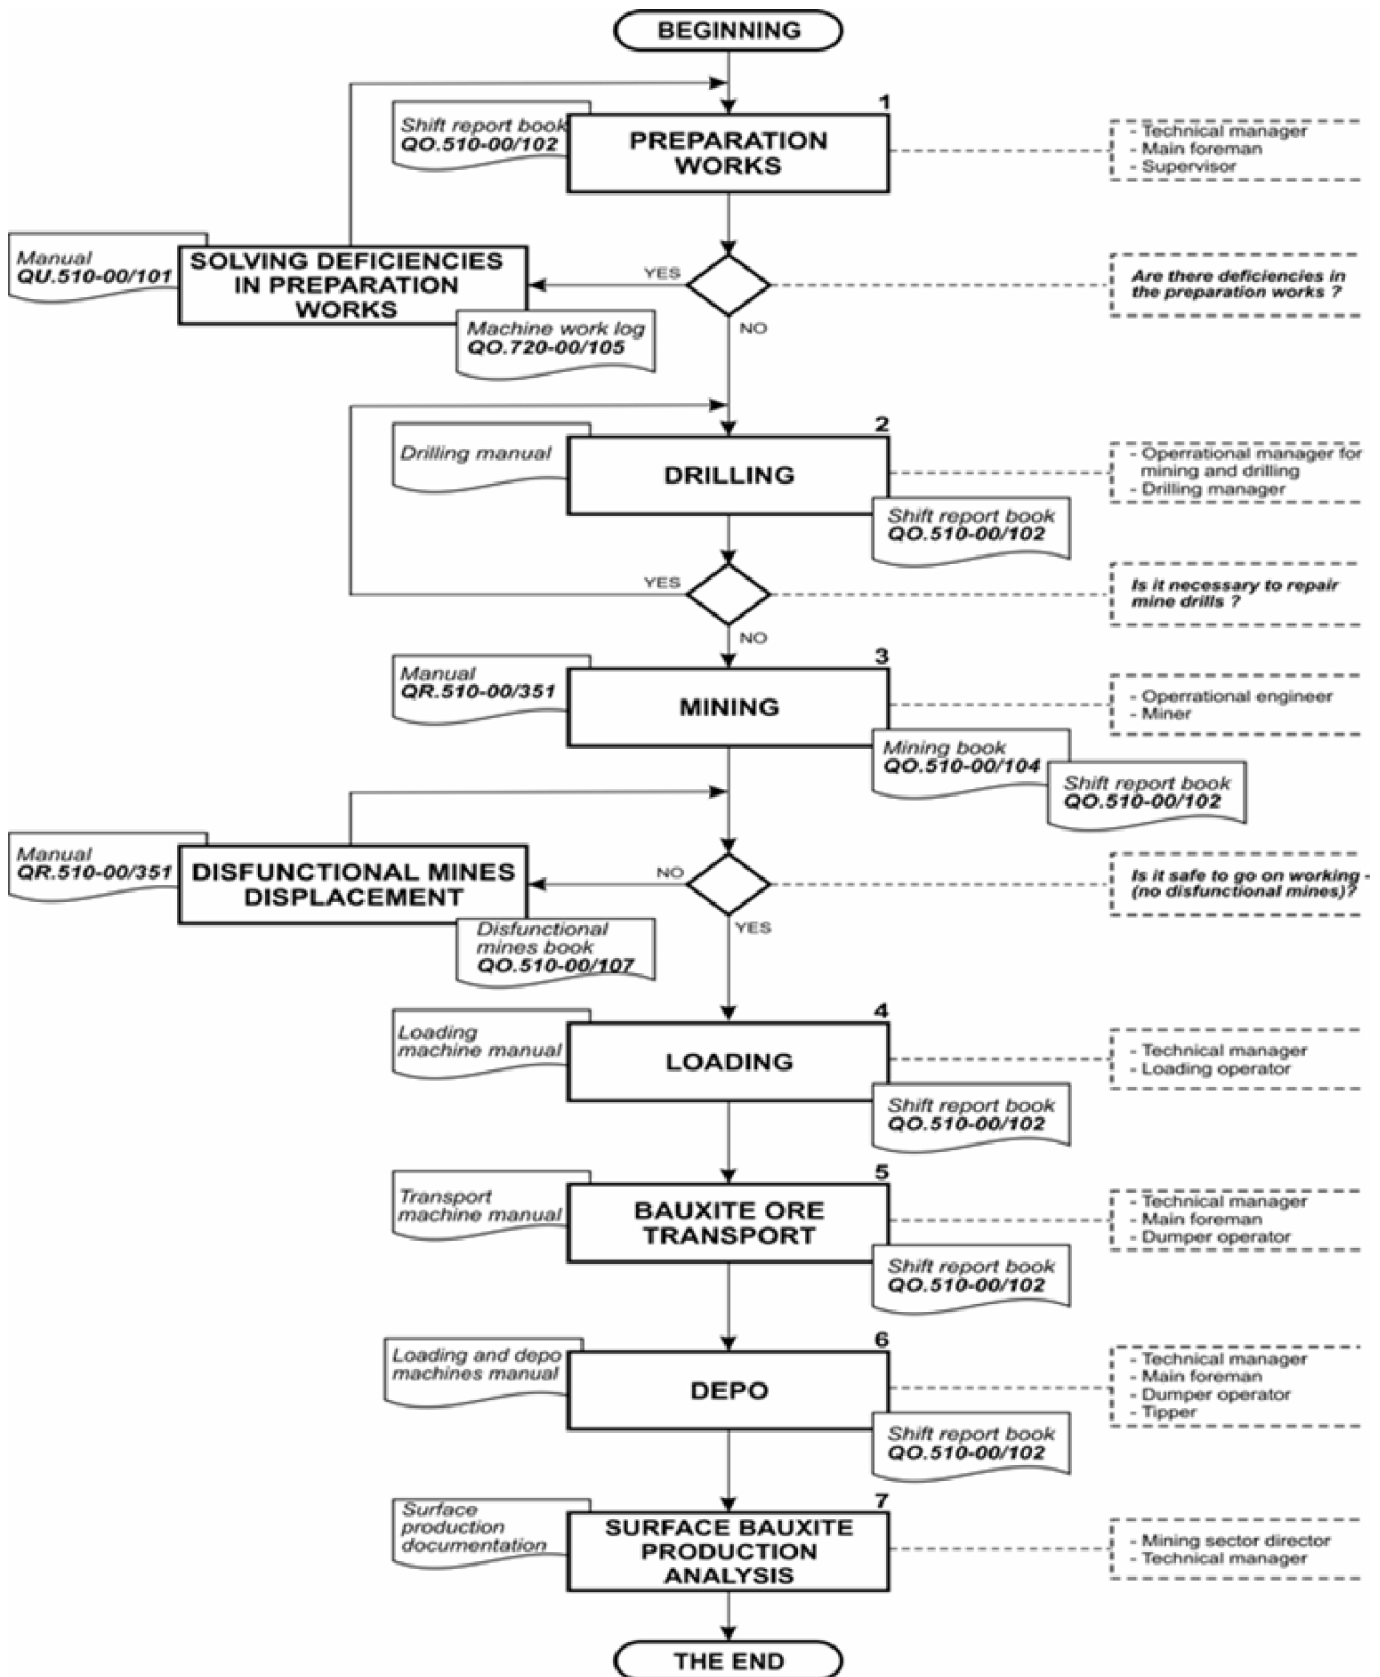 BEGINNING
1
Shift report book
QO.510-00/102
PREPARATION
WORKS
- Technical manager
- Main foreman
- Supervisor
Manual
QU.510-00/101
SOLVING DEFICIENCIES
IN PREPARATION
WORKS
YES
Are there deficiencies in
the preparation works ?
NO
Machine work log
QO.720-00/105
2
Drilling manual
DRILLING
- Operrational manager for
mining and drilling
- Drilling manager
Shift report book
QO.510-00/102
YES
Is it necessary to repair
mine drills ?
NO
3
Manual
QR.510-00/351
MINING
- Operrational engineer
- Miner
Mining book
QO.510-00/104
Shift report book
QO.510-00/102
Manual
QR.510-00/351
DISFUNCTIONAL MINES
DISPLACEMENT
NO
Is it safe to go on working -
(no disfunctional mines)?
YES
Disfunctional
mines book
QO.510-00/107
4
Loading
machine manual
LOADING
- Technical manager
- Loading operator
Shift report book
QO.510-00/102
5
Transport
machine manual
BAUXITE ORE
TRANSPORT
- Technical manager
- Main foreman
- Dumper operator
Shift report book
QO.510-00/102
6
Loading and depo
machines manual
DEPO
- Technical manager
- Main foreman
- Dumper operator
- Tipper
Shift report book
QO.510-00/102
7
Surface
production
documentation
SURFACE BAUXITE
PRODUCTION
ANALYSIS
- Mining sector director
- Technical manager
THE END